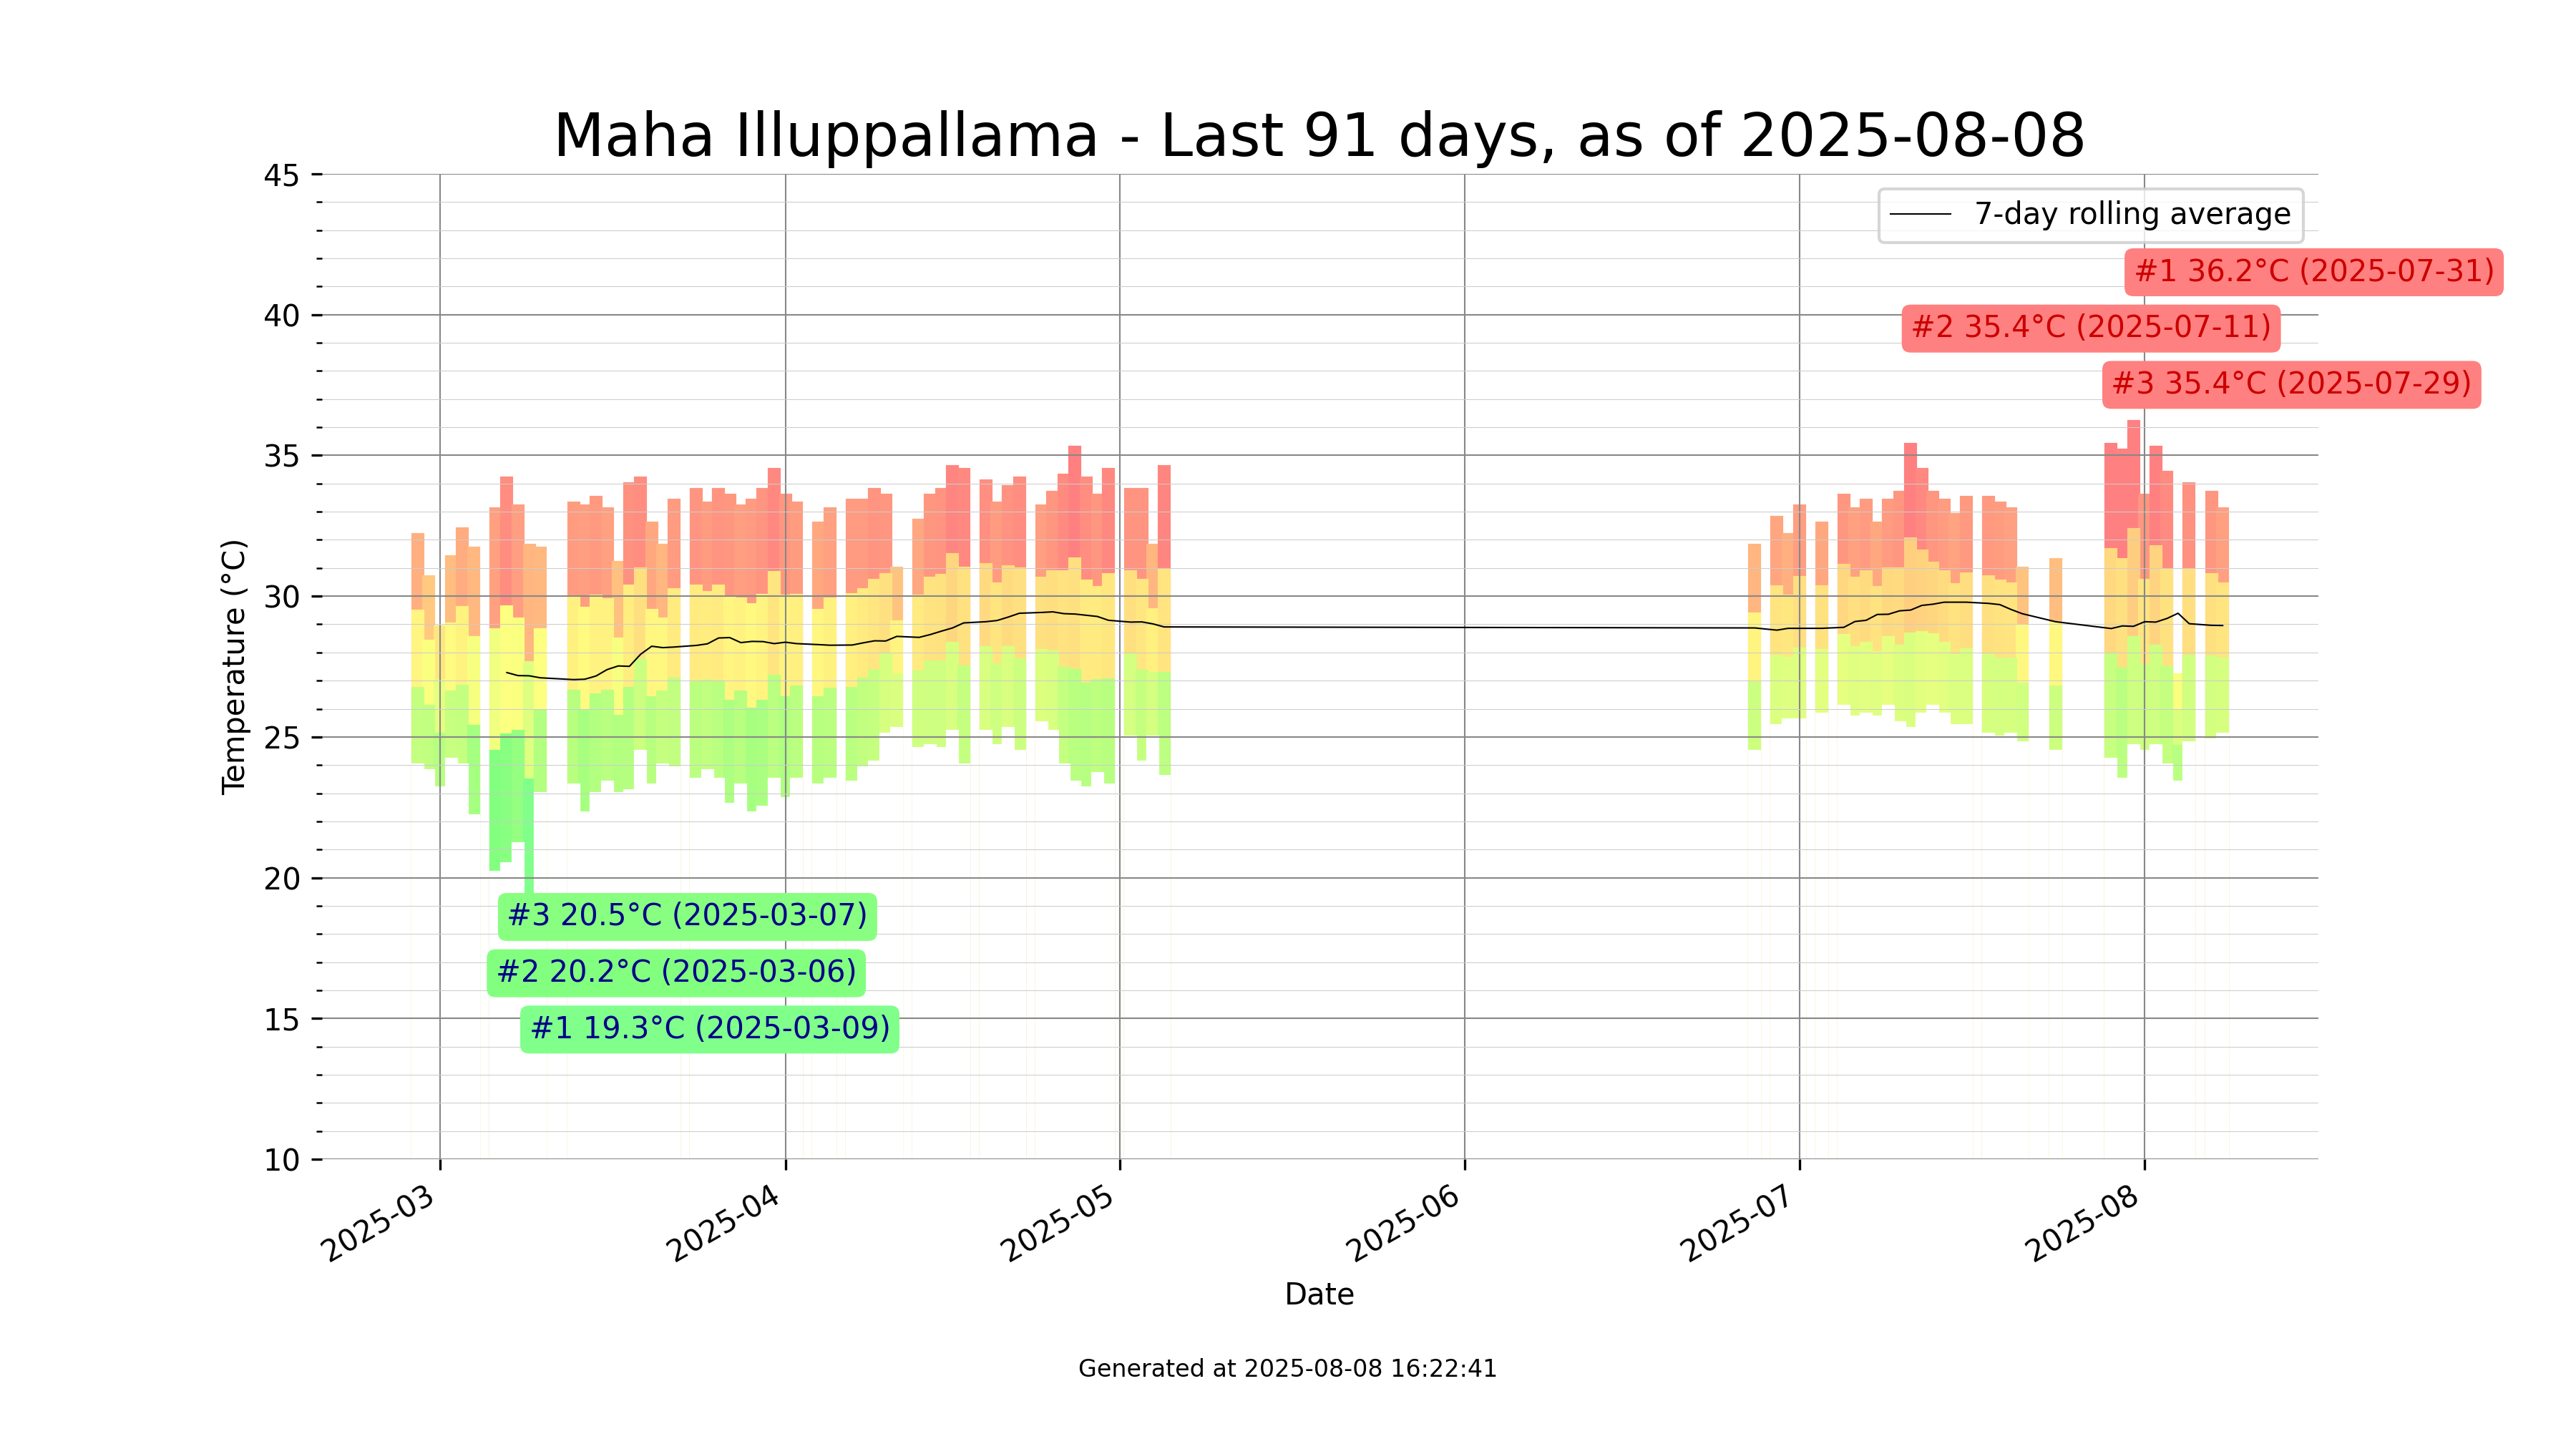 Maha Illuppallama - Last 91 days, as of 2025-08-08
45
40
35
30
25
20
15
10
Temperature (°C)
7-day rolling average
#1 36.2°C (2025-07-31)
#2 35.4°C (2025-07-11)
#3 35.4°C (2025-07-29)
#3 20.5°C (2025-03-07)
#2 20.2°C (2025-03-06)
#1 19.3°C (2025-03-09)
2025-03
2025-04
2025-05
2025-06
2025-07
2025-08
Date
Generated at 2025-08-08 16:22:41